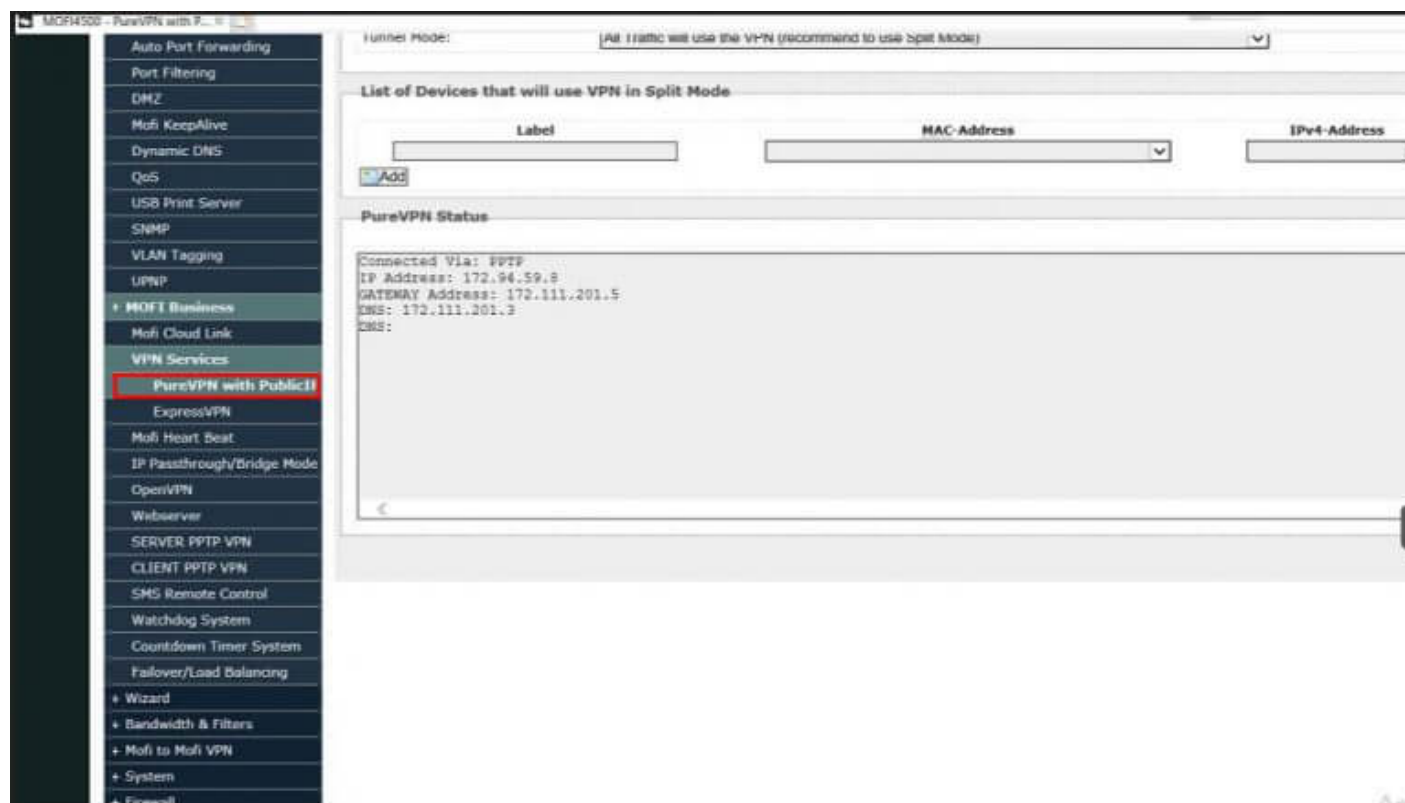 MOFI4500 - PureVPN with P...
Auto Port Forwarding
Port Filtering
DMZ
Mofi KeepAlive
Dynamic DNS
QoS
USB Print Server
SNMP
VLAN Tagging
UPNP
+ MOFI Business
Mofi Cloud Link
VPN Services
PureVPN with PublicI
ExpressVPN
Mofi Heart Beat
IP Passthrough/Bridge Mode
OpenVPN
Webserver
SERVER PPTP VPN
CLIENT PPTP VPN
SMS Remote Control
Watchdog System
Countdown Timer System
Failover/Load Balancing
+ Wizard
+ Bandwidth & Filters
+ Mofi to Mofi VPN
+ System
+ Firewall
Tunnel Mode: All Traffic will use the VPN (recommend to use Split Mode)
List of Devices that will use VPN in Split Mode
Label MAC-Address IPv4-Address
Add
PureVPN Status
Connected Via: PPTP
IP Address: 172.94.59.8
GATEWAY Address: 172.111.201.5
DNS: 172.111.201.3
DNS: